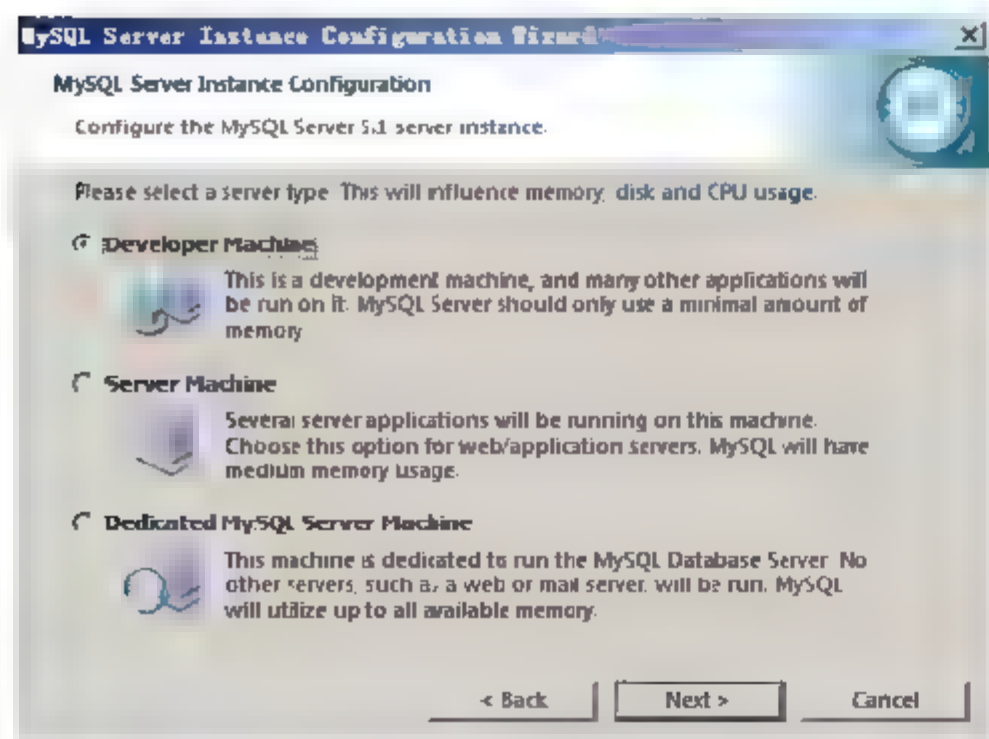 MySQL Server Instance Configuration Wizard
MySQL Server Instance Configuration
Configure the MySQL Server 5.1 server instance.
Please select a server type. This will influence memory, disk and CPU usage.
Developer Machine
This is a development machine, and many other applications will
be run on it. MySQL Server should only use a minimal amount of
memory.
Server Machine
Several server applications will be running on this machine.
Choose this option for web/application servers. MySQL will have
medium memory usage.
Dedicated MySQL Server Machine
This machine is dedicated to run the MySQL Database Server. No
other servers, such as a web or mail server, will be run. MySQL
will utilize up to all available memory.
< Back
Next >
Cancel